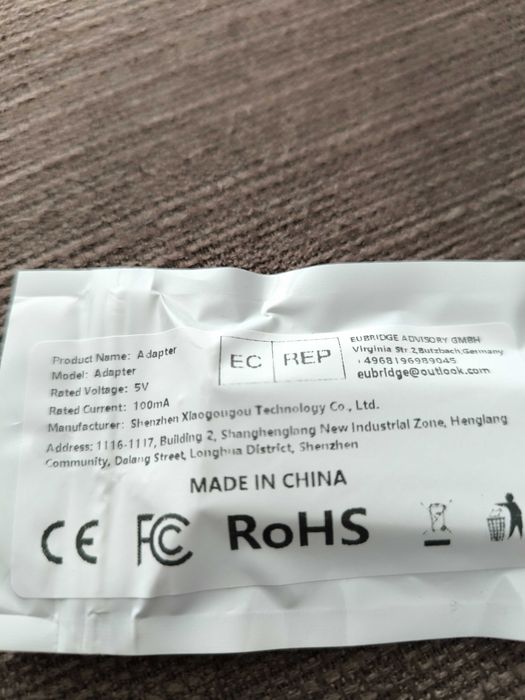 Product Name: Adapter
Model: Adapter
Rated Voltage: 5V
Rated Current: 100mA
Manufacturer: Shenzhen Xiaogougou Technology Co., Ltd.
Address: 1116-1117, Building 2, Shanghenglang New Industrial Zone, Henglang
Community, Dalang Street, Longhua District, Shenzhen
EC REP
EUBRIDGE ADVISORY GMBH
Virginia Str. 2, Butzbach, Germany
+4968196989045
eubridge@outlook.com
MADE IN CHINA
CE FC RoHS